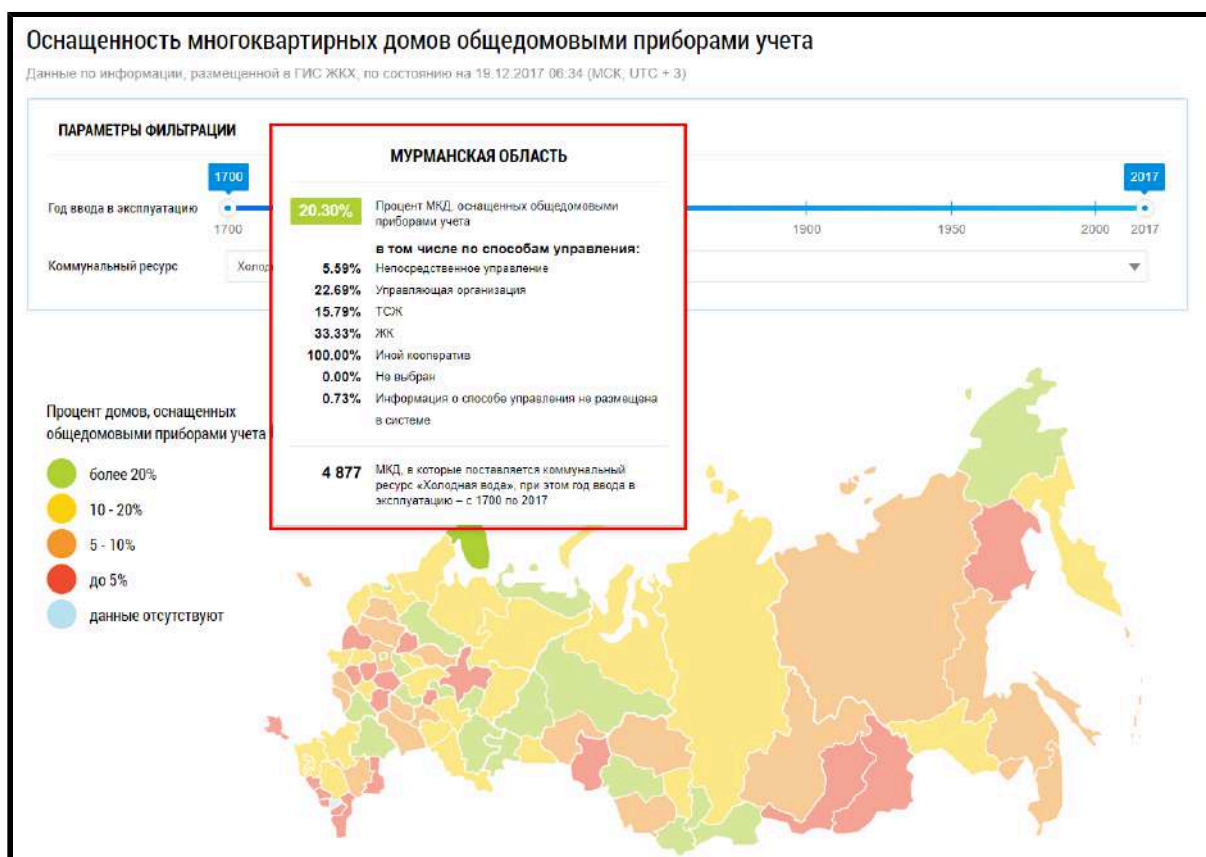 Оснащенность многоквартирных домов общедомовыми приборами учета
Данные по информации, размещенной в ГИС ЖКХ, по состоянию на 19.12.2017 06:34 (МСК, UTC + 3)
ПАРАМЕТРЫ ФИЛЬТРАЦИИ
1700
2017
Год ввода в эксплуатацию
1700
1900
1950
2000
2017
Коммунальный ресурс
Холод
МУРМАНСКАЯ ОБЛАСТЬ
20.30% Процент МКД, оснащенных общедомовыми
приборами учета
в том числе по способам управления:
5.59% Непосредственное управление
22.69% Управляющая организация
15.79% ТСЖ
33.33% ЖК
100.00% Иной кооператив
0.00% Не выбран
0.73% Информация о способе управления не размещена
в системе
4 877 МКД, в которые поставляется коммунальный
ресурс «Холодная вода», при этом год ввода в
эксплуатацию – с 1700 по 2017
Процент домов, оснащенных
общедомовыми приборами учета
более 20%
10 - 20%
5 - 10%
до 5%
данные отсутствуют